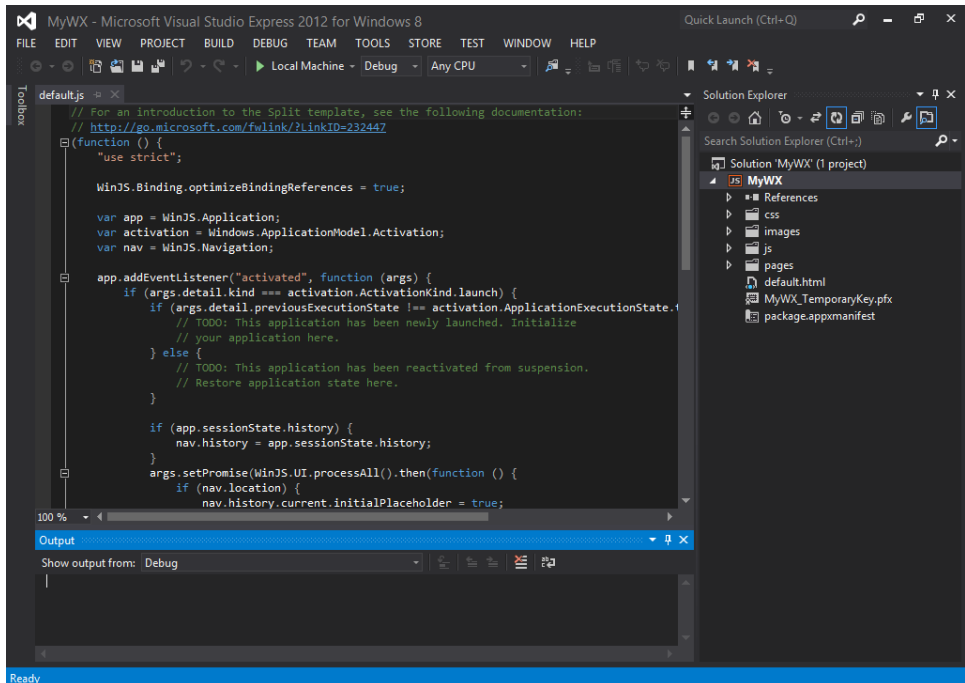 MyWX - Microsoft Visual Studio Express 2012 for Windows 8
Quick Launch (Ctrl+Q)
FILE EDIT VIEW PROJECT BUILD DEBUG TEAM TOOLS STORE TEST WINDOW HELP
Local Machine Debug Any CPU
Toolbox
default.js
// For an introduction to the Split template, see the following documentation:
// http://go.microsoft.com/fwlink/?LinkID=232447
(function () {
"use strict";
WinJS.Binding.optimizeBindingReferences = true;
var app = WinJS.Application;
var activation = Windows.ApplicationModel.Activation;
var nav = WinJS.Navigation;
app.addEventListener("activated", function (args) {
if (args.detail.kind === activation.ActivationKind.launch) {
if (args.detail.previousExecutionState !== activation.ApplicationExecutionState.t
// TODO: This application has been newly launched. Initialize
// your application here.
} else {
// TODO: This application has been reactivated from suspension.
// Restore application state here.
}
if (app.sessionState.history) {
nav.history = app.sessionState.history;
}
args.setPromise(WinJS.UI.processAll().then(function () {
if (nav.location) {
nav.history.current.initialPlaceholder = true;
100 %
Output
Show output from: Debug
Ready
Solution Explorer
Search Solution Explorer (Ctrl+;)
Solution 'MyWX' (1 project)
JS MyWX
References
css
images
js
pages
default.html
MyWX_TemporaryKey.pfx
package.appxmanifest